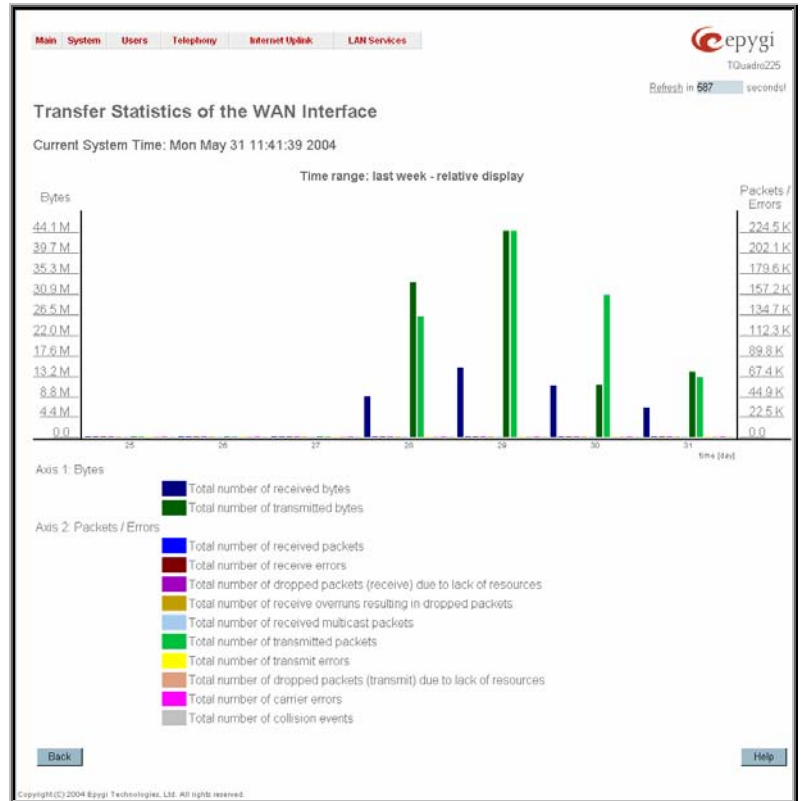 Main System Users Telephony Internet Uplink LAN Services
epygi
TQuadro225
Refresh in 587 seconds!
Transfer Statistics of the WAN Interface
Current System Time: Mon May 31 11:41:39 2004
Time range: last week - relative display
Bytes
Packets / Errors
44.1 M 224.5 K
39.7 M 202.1 K
35.3 M 179.6 K
30.9 M 157.2 K
26.5 M 134.7 K
22.0 M 112.3 K
17.6 M 89.8 K
13.2 M 67.4 K
8.8 M 44.9 K
4.4 M 22.5 K
0.0 0.0
25 26 27 28 29 30 31
time [day]
Axis 1: Bytes
Total number of received bytes
Total number of transmitted bytes
Axis 2: Packets / Errors
Total number of received packets
Total number of receive errors
Total number of dropped packets (receive) due to lack of resources
Total number of receive overruns resulting in dropped packets
Total number of received multicast packets
Total number of transmitted packets
Total number of transmit errors
Total number of dropped packets (transmit) due to lack of resources
Total number of carrier errors
Total number of collision events
Back Help
Copyright (C) 2004 Epygi Technologies, Ltd. All rights reserved.